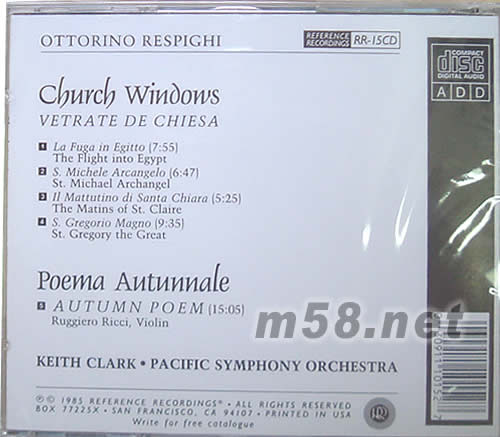 OTTORINO RESPIGHI
REFERENCE RECORDINGS RR-15CD
COMPACT disc DIGITAL AUDIO
A D D
Church Windows
VETRATE DE CHIESA
1 La Fuga in Egitto (7:55)
The Flight into Egypt
2 S. Michele Arcangelo (6:47)
St. Michael Archangel
3 Il Mattutino di Santa Chiara (5:25)
The Matins of St. Claire
4 S. Gregorio Magno (9:35)
St. Gregory the Great
Poema Autunnale
5 AUTUMN POEM (15:05)
Ruggiero Ricci, Violin
m58.net
KEITH CLARK • PACIFIC SYMPHONY ORCHESTRA
℗ © 1985 REFERENCE RECORDINGS® • ALL RIGHTS RESERVED
BOX 77225X • SAN FRANCISCO, CA 94107 • PRINTED IN USA
Write for free catalogue
RR